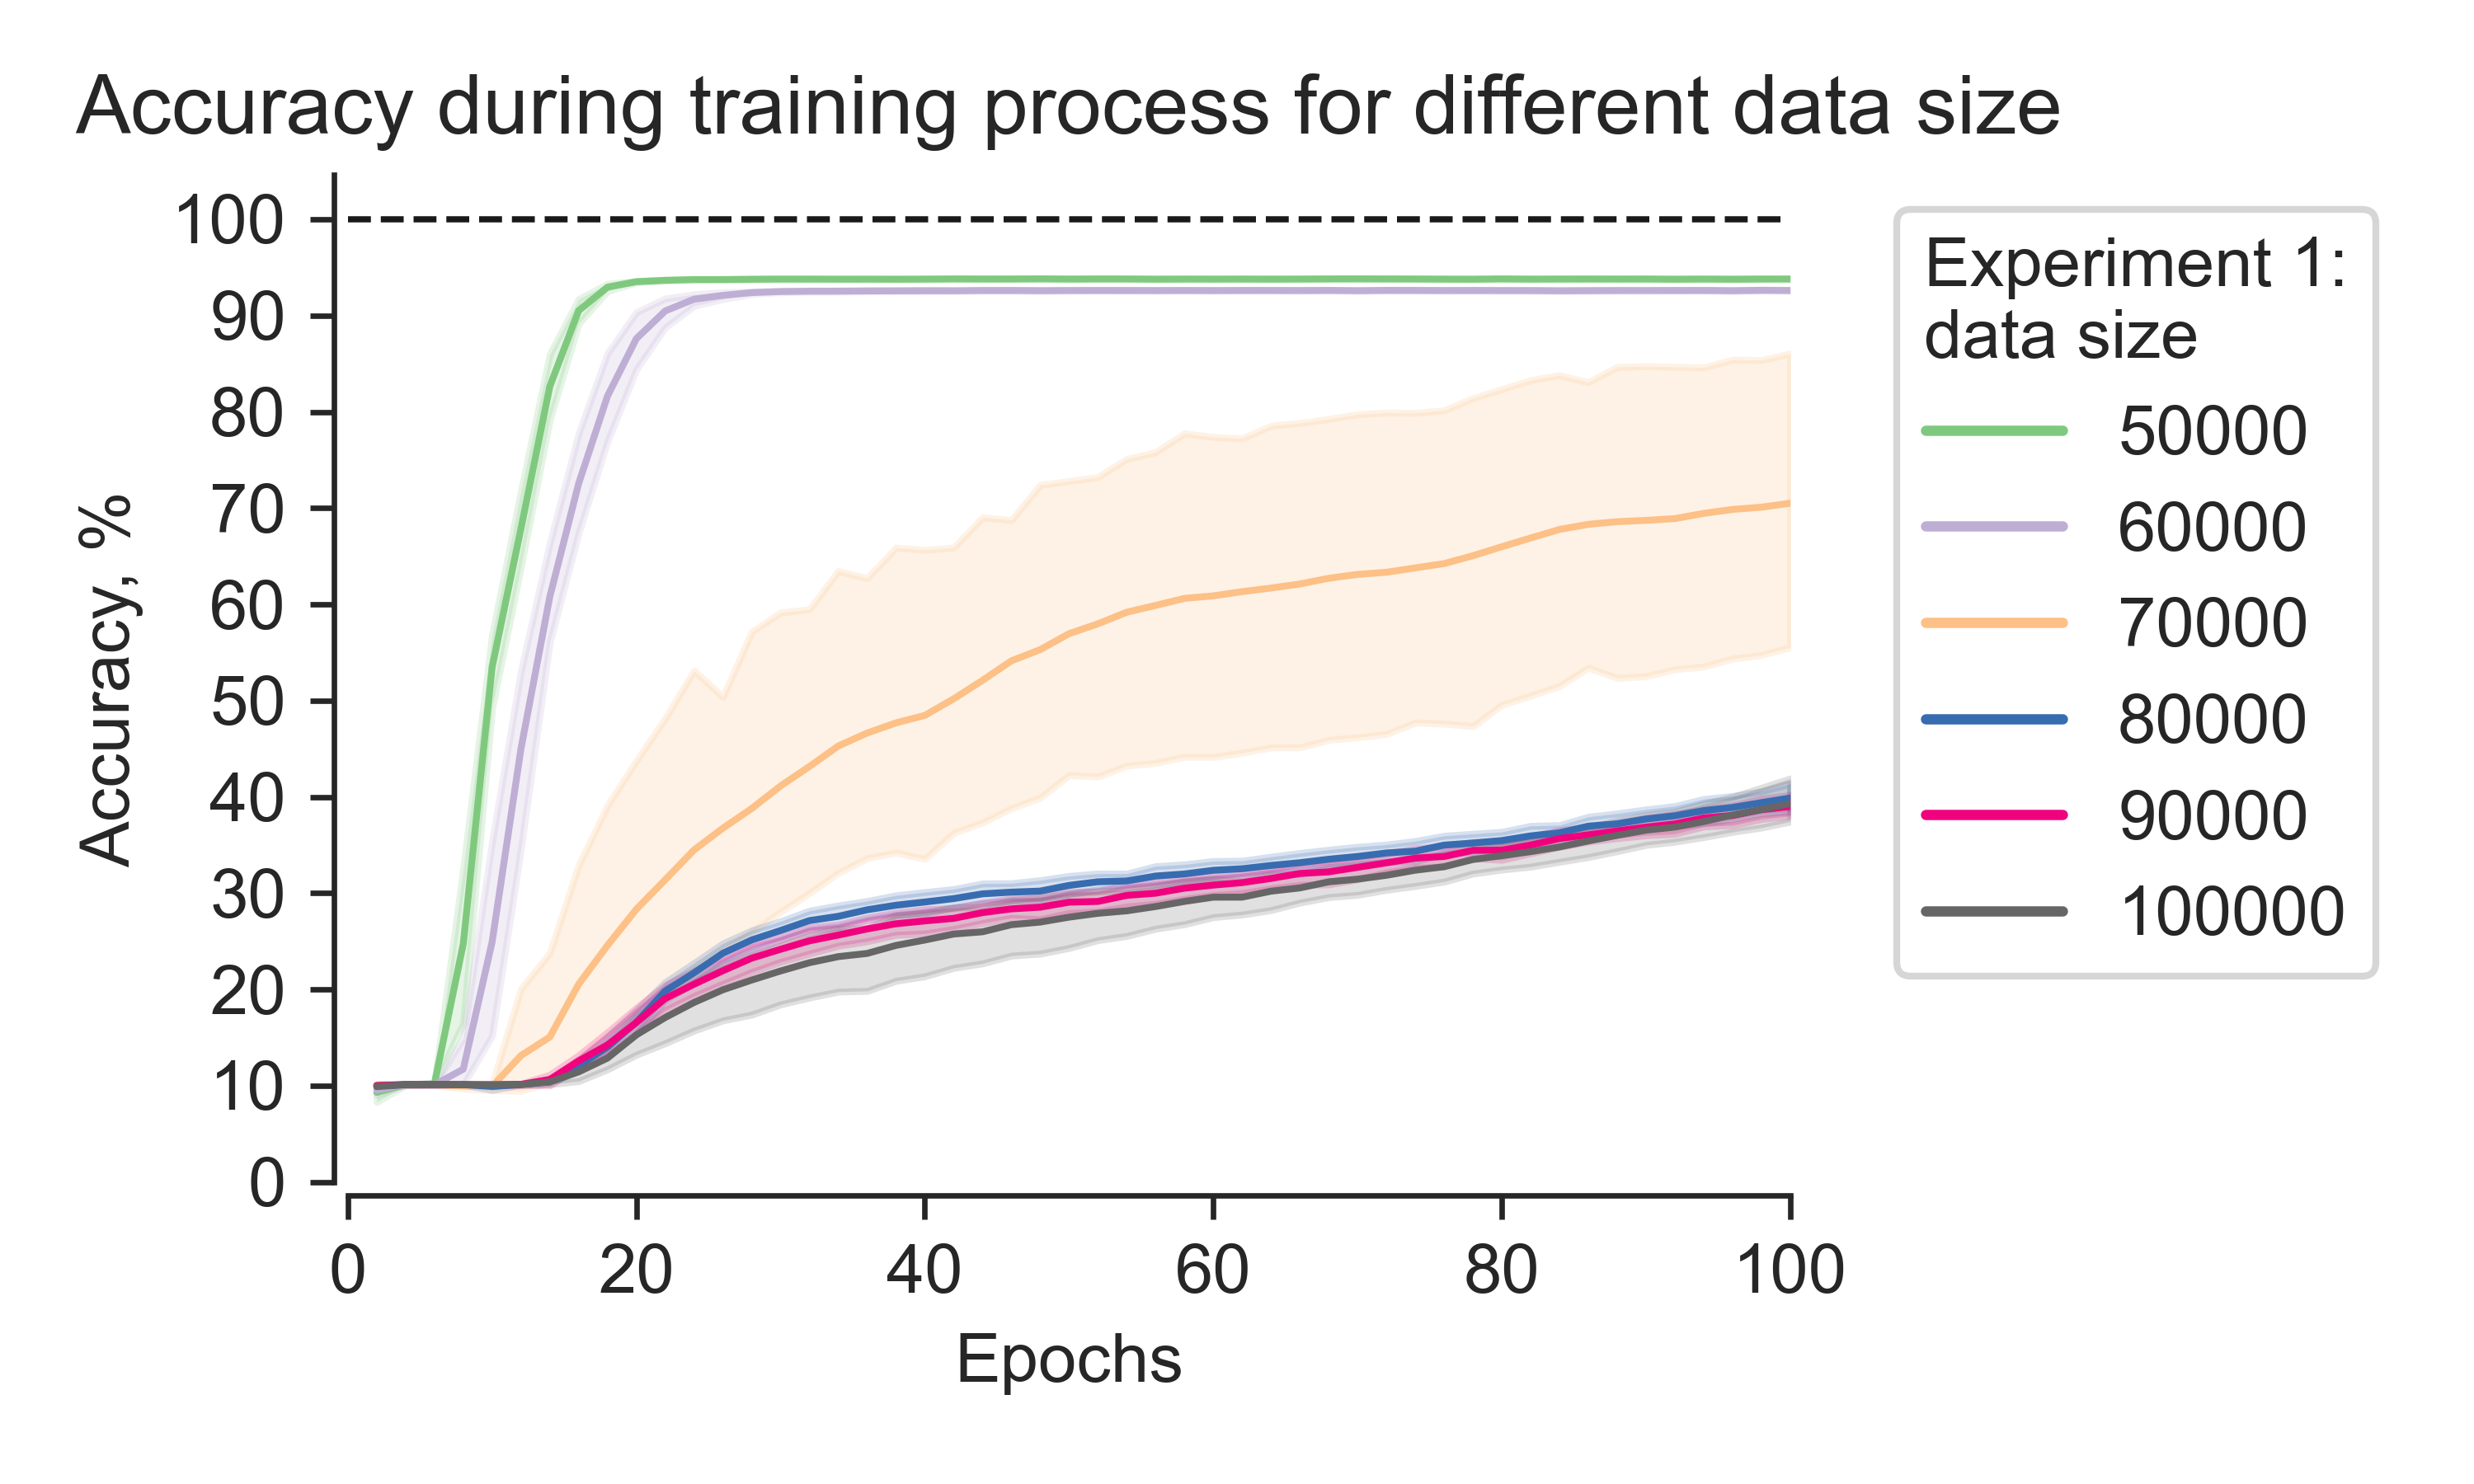 Accuracy during training process for different data size
100
90
80
70
60
50
40
30
20
10
0
Accuracy, %
0 20 40 60 80 100
Epochs
Experiment 1:
data size
50000
60000
70000
80000
90000
100000